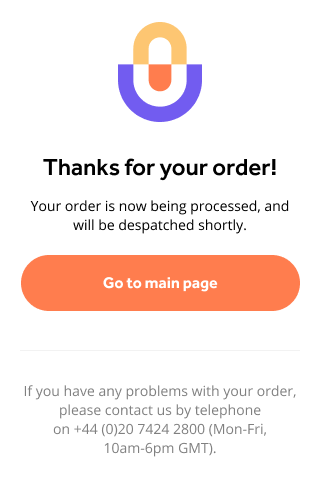 Thanks for your order!
Your order is now being processed, and
will be despatched shortly.
Go to main page
If you have any problems with your order,
please contact us by telephone
on +44 (0)20 7424 2800 (Mon-Fri,
10am-6pm GMT).